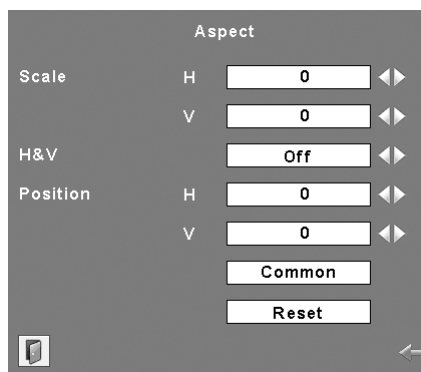 Aspect
Scale H 0
V 0
H&V Off
Position H 0
V 0
Common
Reset